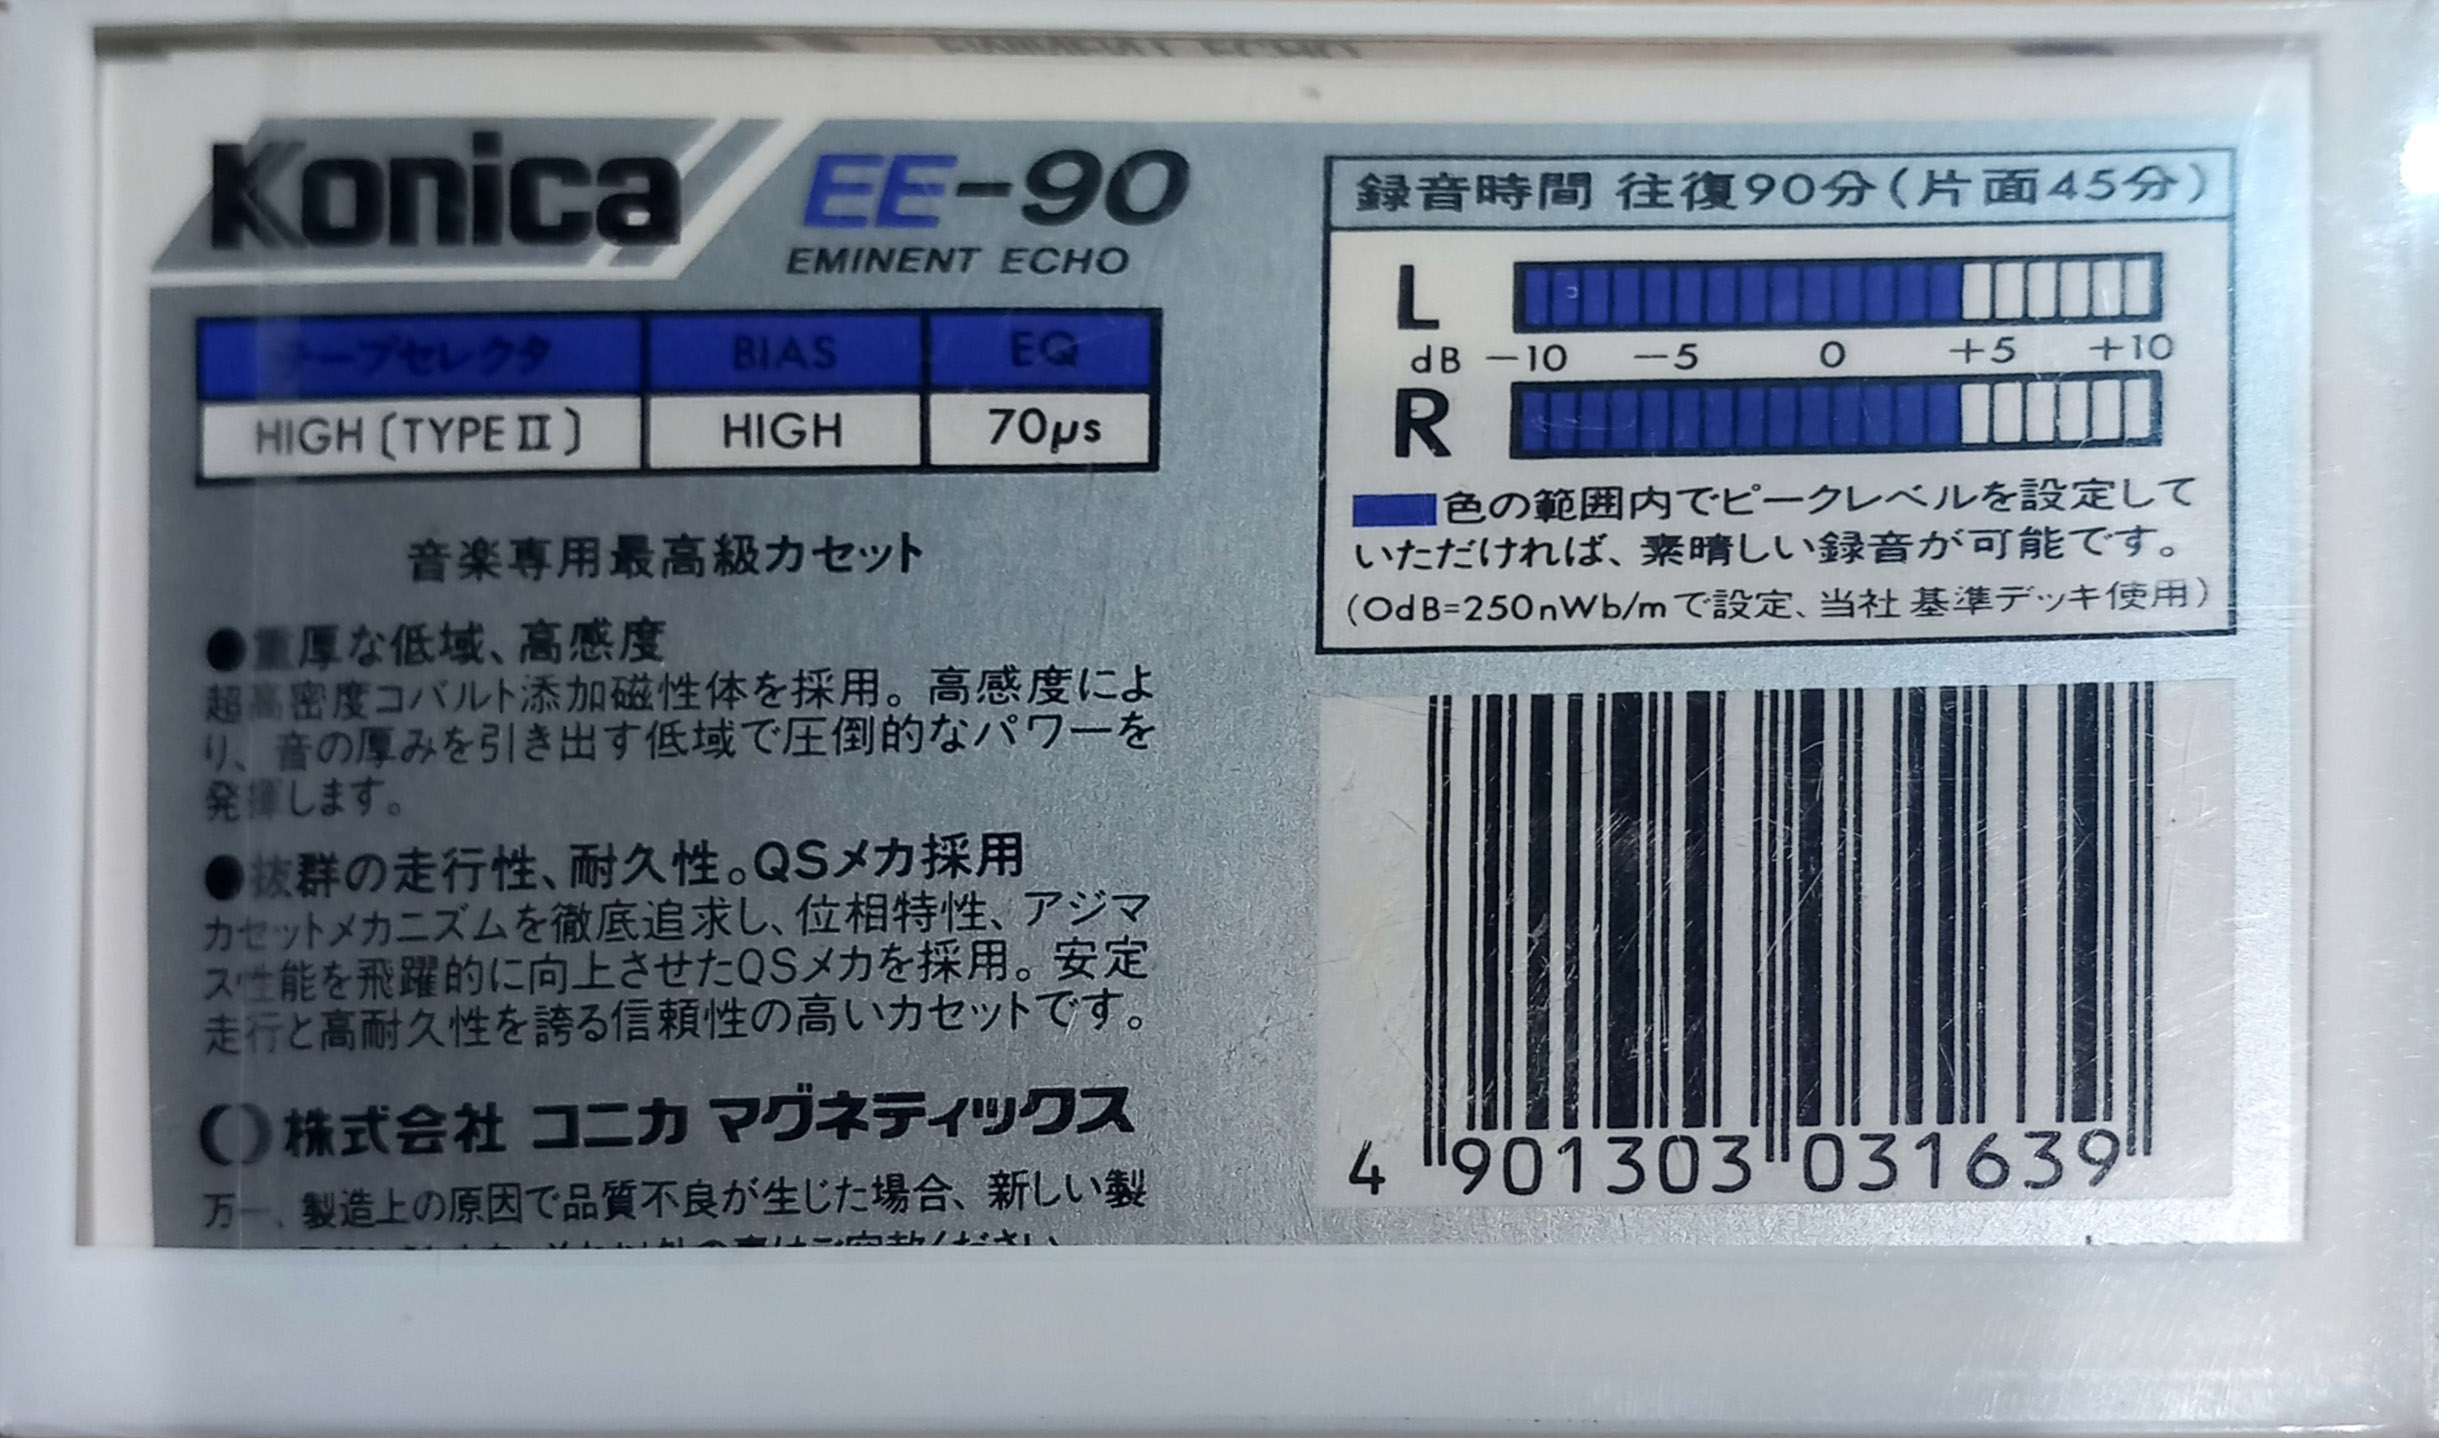 Konica EE-90
EMINENT ECHO
テープセレクタ BIAS EQ
HIGH〔TYPE II〕 HIGH 70μs
音楽専用最高級カセット
●重厚な低域、高感度
超高密度コバルト添加磁性体を採用。高感度によ
り、音の厚みを引き出す低域で圧倒的なパワーを
発揮します。
●抜群の走行性、耐久性。QSメカ採用
カセットメカニズムを徹底追求し、位相特性、アジマ
ス性能を飛躍的に向上させたQSメカを採用。安定
走行と高耐久性を誇る信頼性の高いカセットです。
株式会社 コニカ マグネティックス
万一、製造上の原因で品質不良が生じた場合、新しい製
録音時間 往復90分(片面45分)
L
dB −10 −5 0 +5 +10
R
色の範囲内でピークレベルを設定して
いただければ、素晴しい録音が可能です。
(0dB=250nWb/mで設定、当社基準デッキ使用)
4 901303 031639